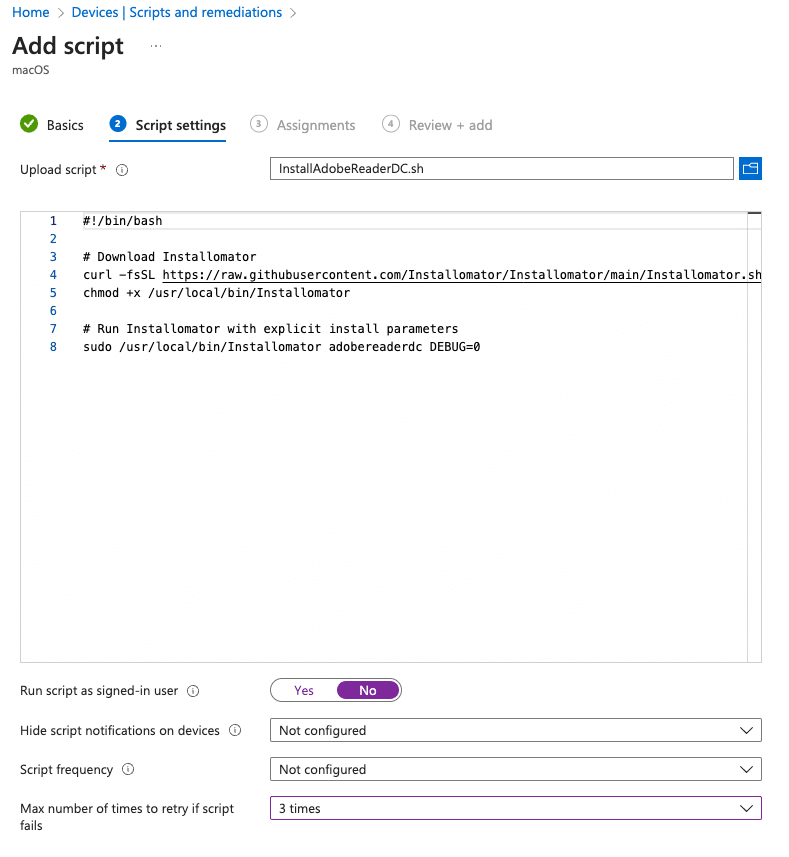 Home > Devices | Scripts and remediations >
Add script ...
macOS
Basics 2 Script settings 3 Assignments 4 Review + add
Upload script * InstallAdobeReaderDC.sh
1 #!/bin/bash
2
3 # Download Installomator
4 curl -fsSL https://raw.githubusercontent.com/Installomator/Installomator/main/Installomator.sh
5 chmod +x /usr/local/bin/Installomator
6
7 # Run Installomator with explicit install parameters
8 sudo /usr/local/bin/Installomator adobereaderdc DEBUG=0
Run script as signed-in user Yes No
Hide script notifications on devices Not configured
Script frequency Not configured
Max number of times to retry if script
fails
3 times